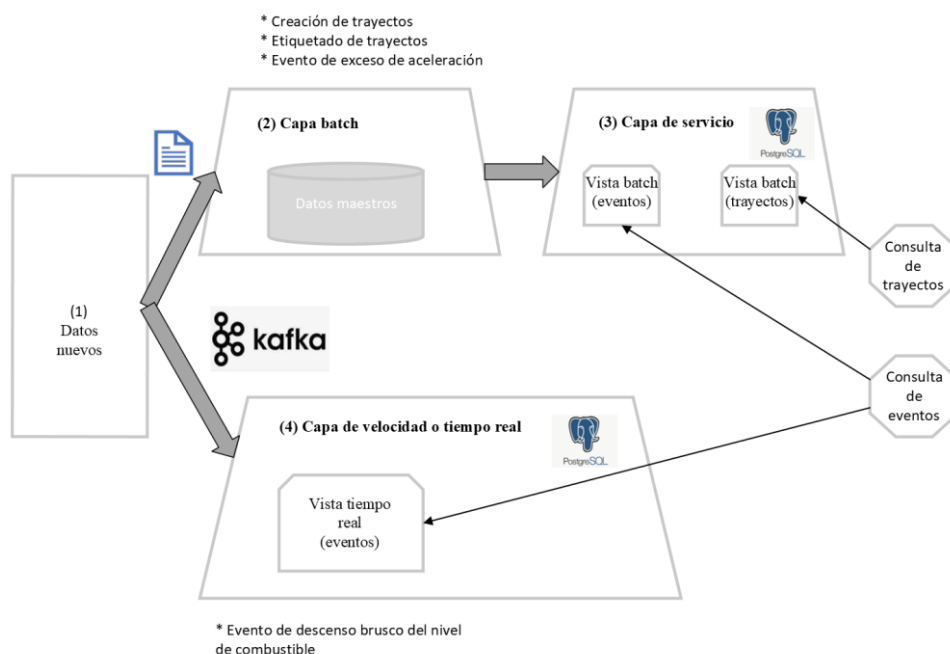 * Creación de trayectos
* Etiquetado de trayectos
* Evento de exceso de aceleración
(2) Capa batch
Datos maestros
(3) Capa de servicio
PostgreSQL
Vista batch
(eventos)
Vista batch
(trayectos)
Consulta
de
trayectos
(1)
Datos
nuevos
kafka
Consulta
de
eventos
(4) Capa de velocidad o tiempo real
PostgreSQL
Vista tiempo
real
(eventos)
* Evento de descenso brusco del nivel
de combustible